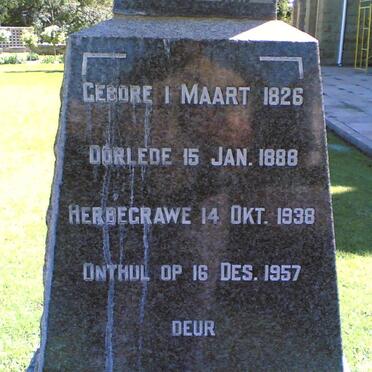 GEBORE 1 MAART 1826
OORLEDE 15 JAN. 1888
HERBEGRAWE 14 OKT. 1938
ONTHUL OP 16 DES. 1957
DEUR